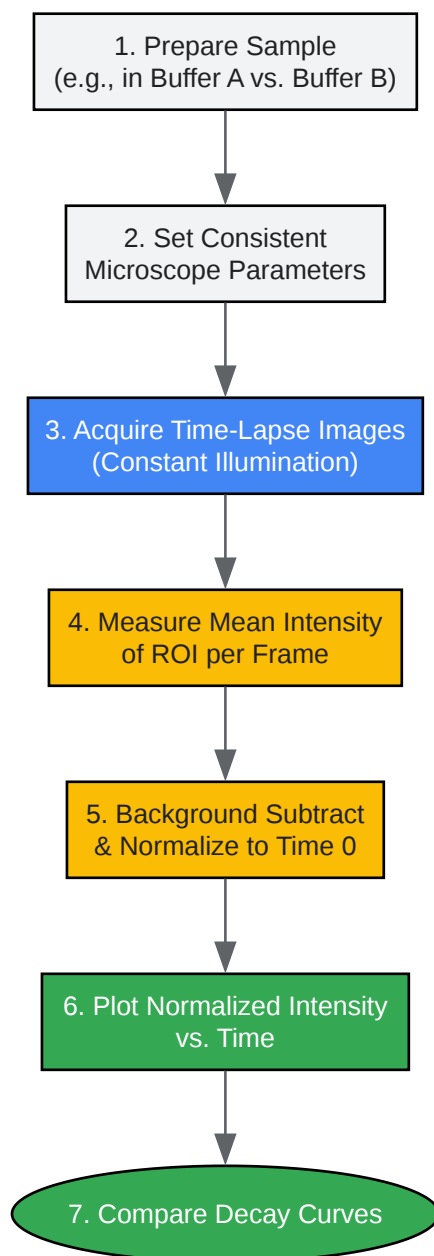 1. Prepare Sample
(e.g., in Buffer A vs. Buffer B)
2. Set Consistent
Microscope Parameters
3. Acquire Time-Lapse Images
(Constant Illumination)
4. Measure Mean Intensity
of ROI per Frame
5. Background Subtract
& Normalize to Time 0
6. Plot Normalized Intensity
vs. Time
7. Compare Decay Curves